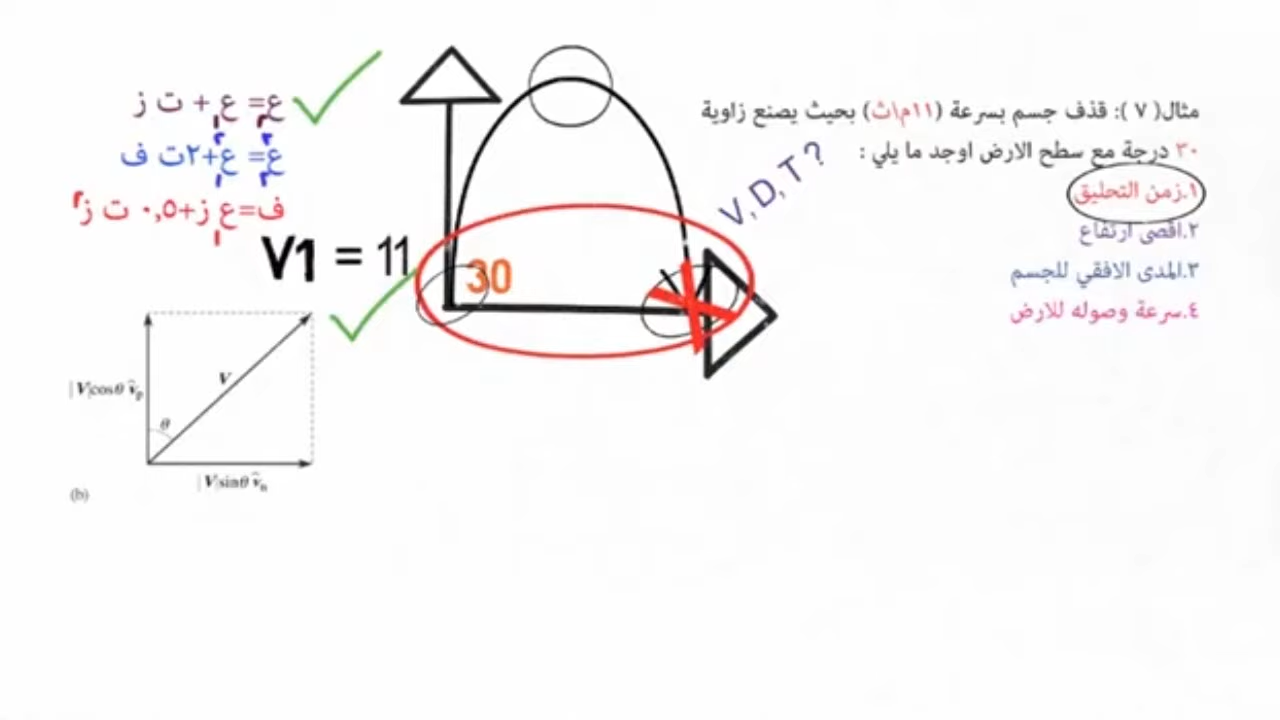 مثال( ٧ ): قذف جسم بسرعة (١١م\ث) بحيث يصنع زاوية
٣٠ درجة مع سطح الارض اوجد ما يلي :
١.زمن التحليق
٢.اقصى ارتفاع
٣.المدى الافقي للجسم
٤.سرعة وصوله للارض
V, D, T ?
ع٢=ع١+ ت ز
ع٢٢= ع١٢+٢ت ف
ف=ع١ز+٠,٥ ت ز٢
V1 = 11
30
|V|cosθ v̂p
V
θ
|V|sinθ v̂n
(b)